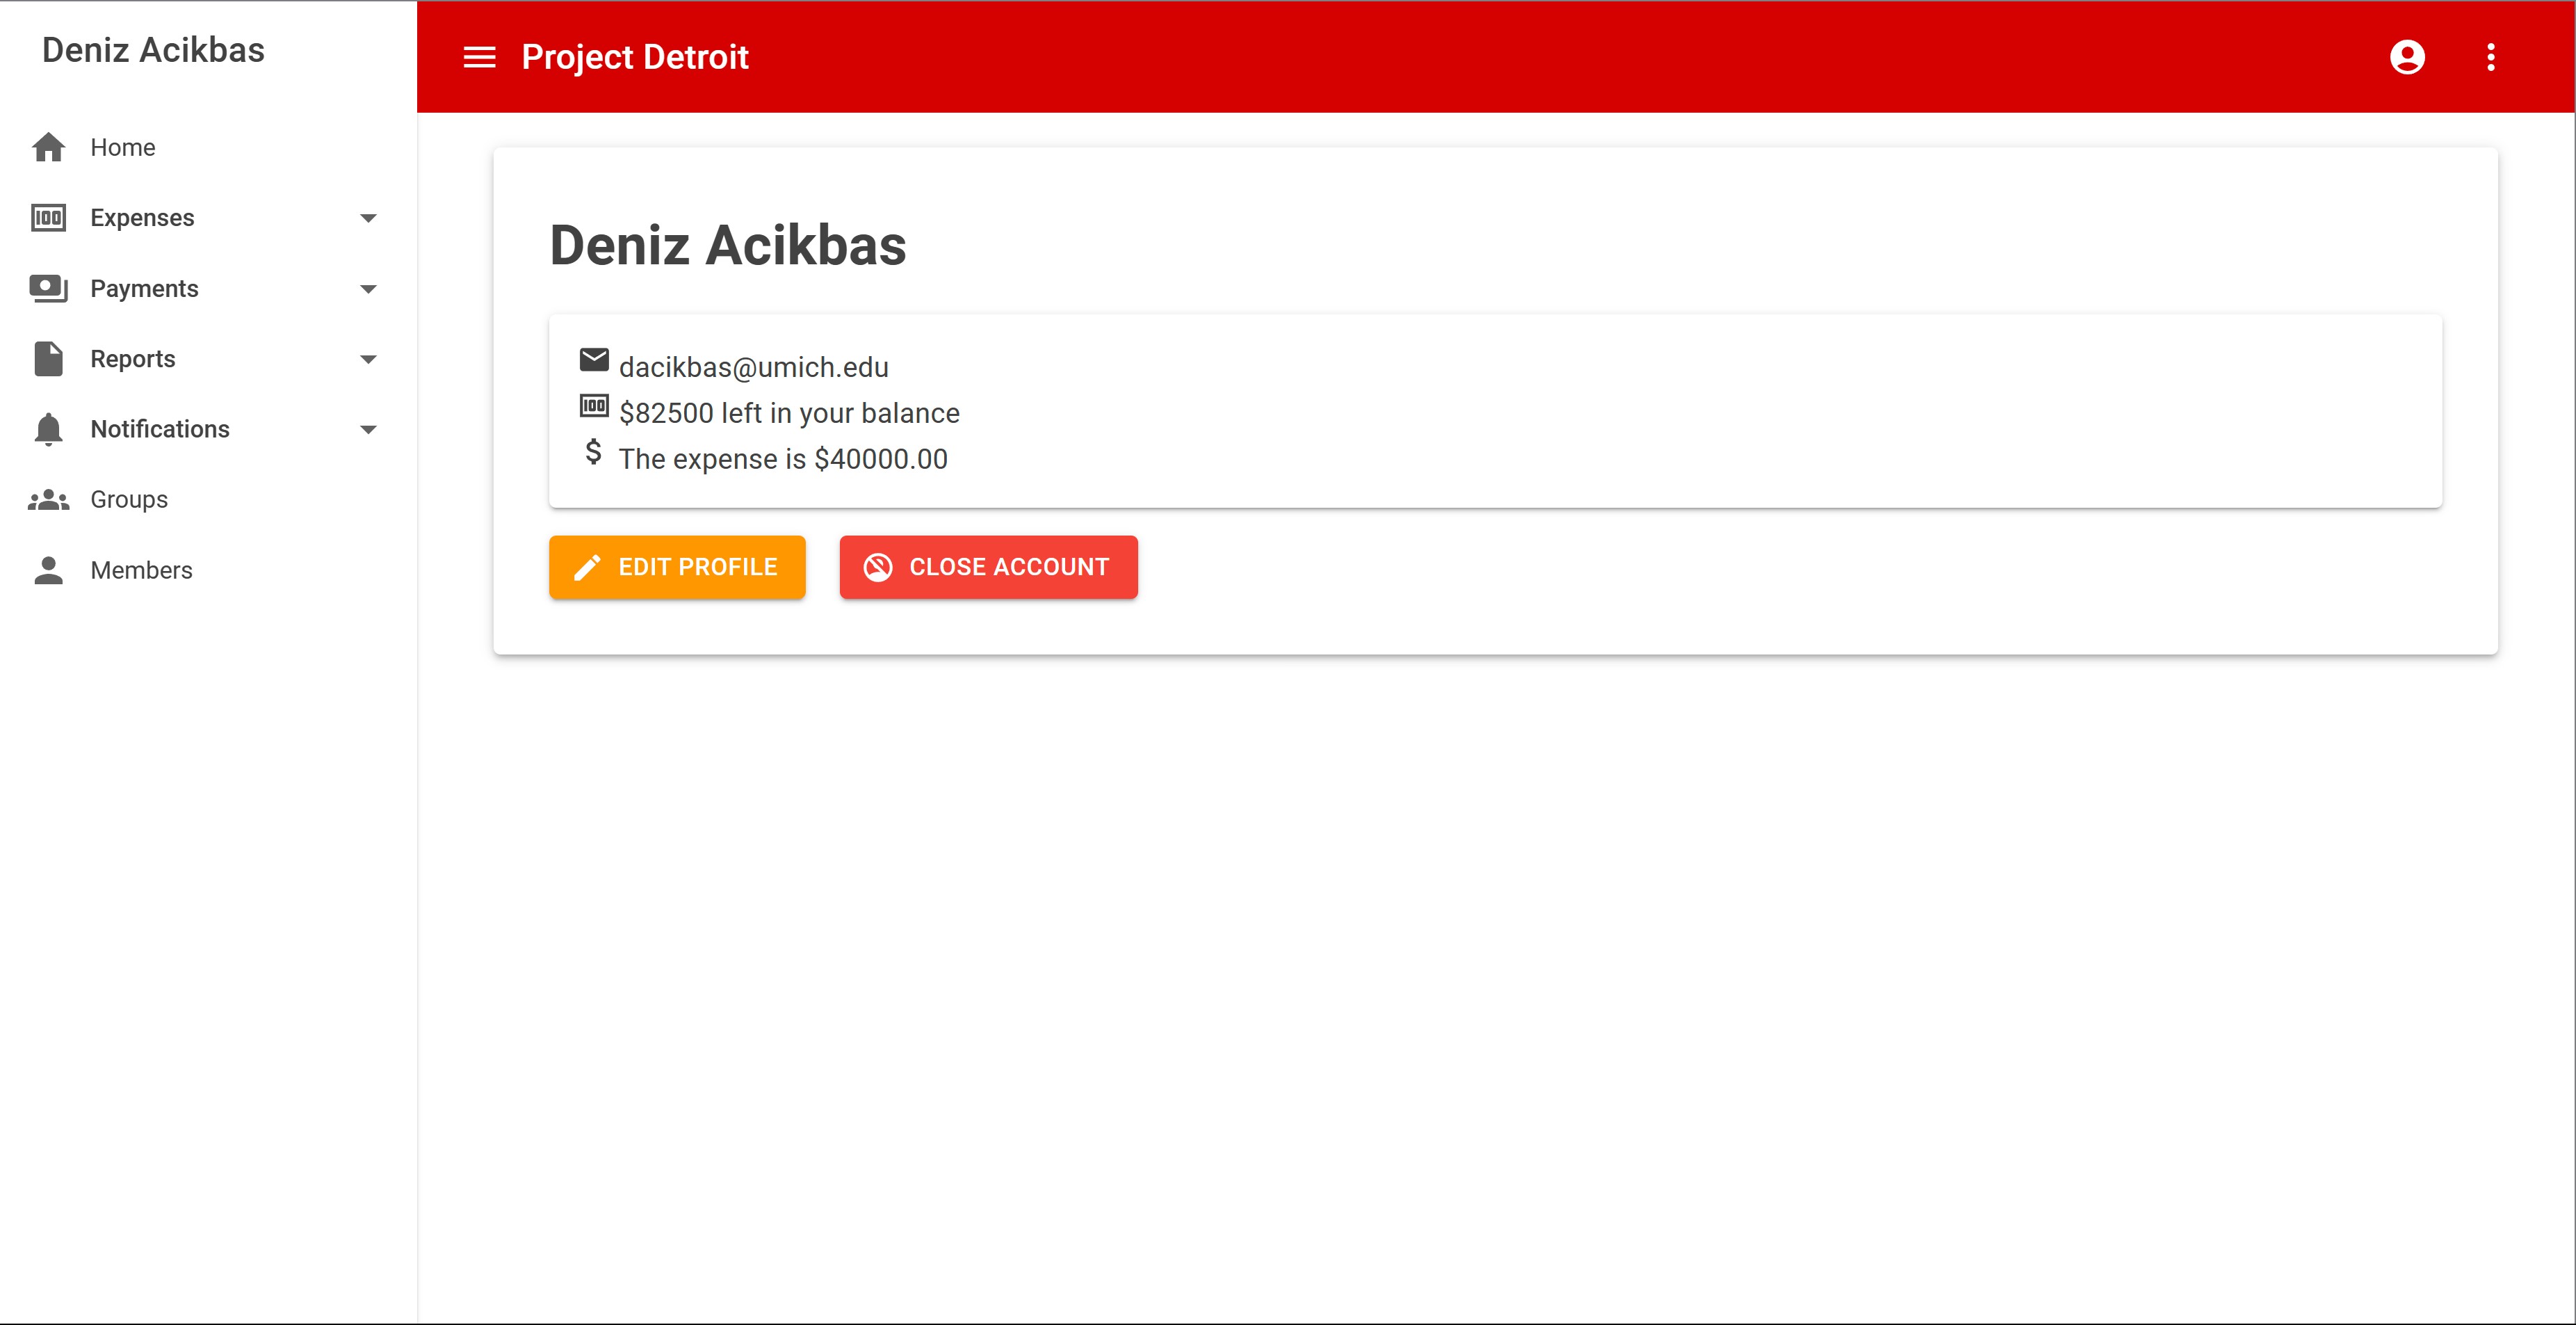 Deniz Acikbas
Home
Expenses
Payments
Reports
Notifications
Groups
Members
Project Detroit
Deniz Acikbas
dacikbas@umich.edu
100 $82500 left in your balance
$ The expense is $40000.00
EDIT PROFILE
CLOSE ACCOUNT